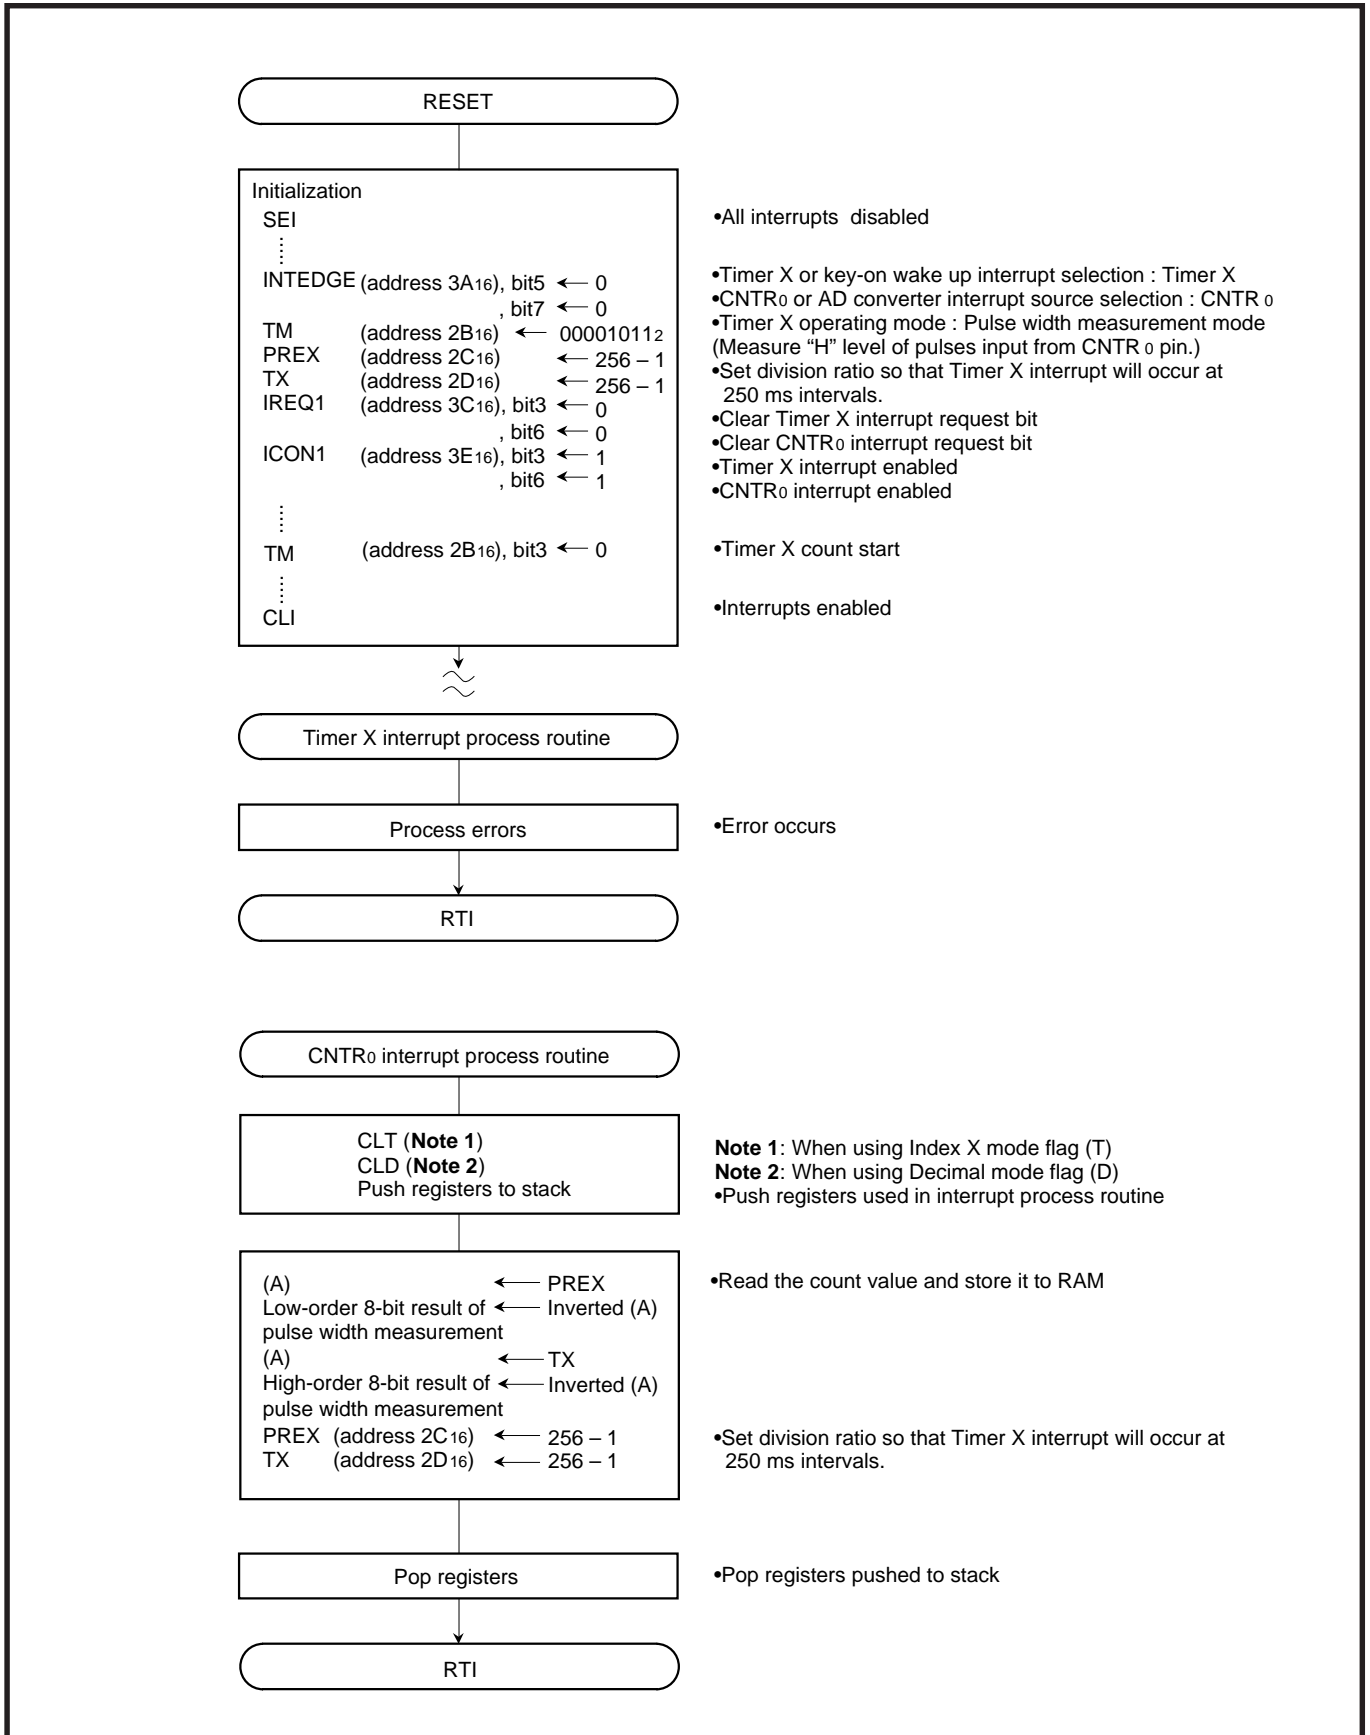 RESET
Initialization
SEI •All interrupts disabled
INTEDGE (address 3A16), bit5 ← 0 •Timer X or key-on wake up interrupt selection : Timer X
, bit7 ← 0 •CNTR0 or AD converter interrupt source selection : CNTR 0
TM (address 2B16) ← 000010112 •Timer X operating mode : Pulse width measurement mode
(Measure “H” level of pulses input from CNTR 0 pin.)
PREX (address 2C16) ← 256 – 1 •Set division ratio so that Timer X interrupt will occur at
TX (address 2D16) ← 256 – 1 250 ms intervals.
IREQ1 (address 3C16), bit3 ← 0 •Clear Timer X interrupt request bit
, bit6 ← 0 •Clear CNTR0 interrupt request bit
ICON1 (address 3E16), bit3 ← 1 •Timer X interrupt enabled
, bit6 ← 1 •CNTR0 interrupt enabled
TM (address 2B16), bit3 ← 0 •Timer X count start
CLI •Interrupts enabled
Timer X interrupt process routine
Process errors •Error occurs
RTI
CNTR0 interrupt process routine
CLT (Note 1) Note 1: When using Index X mode flag (T)
CLD (Note 2) Note 2: When using Decimal mode flag (D)
Push registers to stack •Push registers used in interrupt process routine
(A) ← PREX •Read the count value and store it to RAM
Low-order 8-bit result of ← Inverted (A)
pulse width measurement
(A) ← TX
High-order 8-bit result of ← Inverted (A)
pulse width measurement
PREX (address 2C16) ← 256 – 1 •Set division ratio so that Timer X interrupt will occur at
TX (address 2D16) ← 256 – 1 250 ms intervals.
Pop registers •Pop registers pushed to stack
RTI